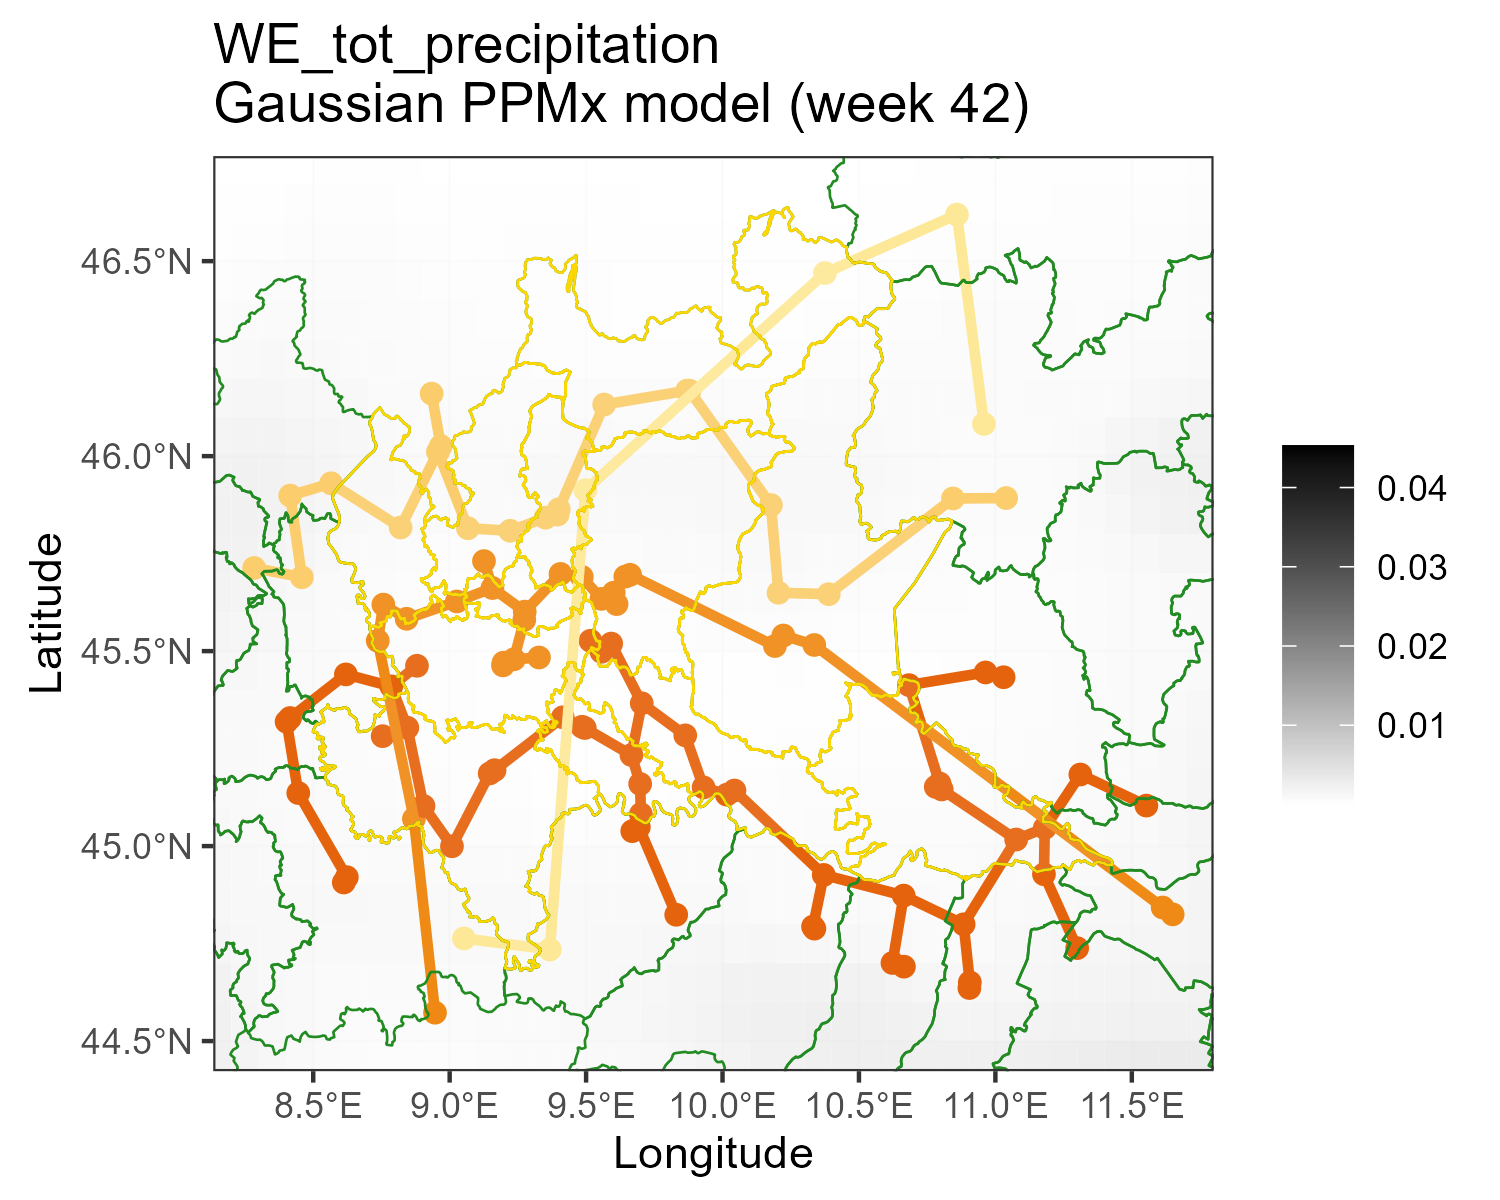 WE_tot_precipitation
Gaussian PPMx model (week 42)
46.5°N
46.0°N
45.5°N
45.0°N
44.5°N
Latitude
8.5°E 9.0°E 9.5°E 10.0°E 10.5°E 11.0°E 11.5°E
Longitude
0.04
0.03
0.02
0.01